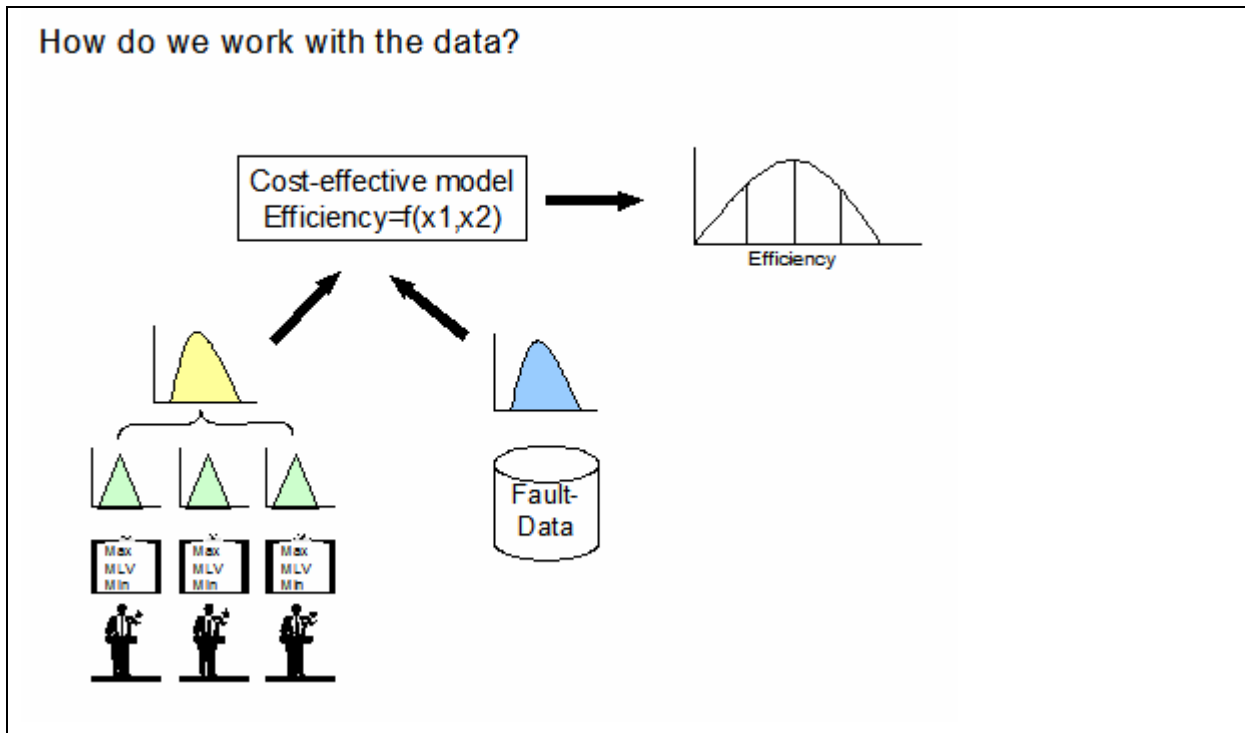 How do we work with the data?
Cost-effective model
Efficiency=f(x1,x2)
Efficiency
Fault-
Data
Max
MLV
Min
Max
MLV
Min
Max
MLV
Min